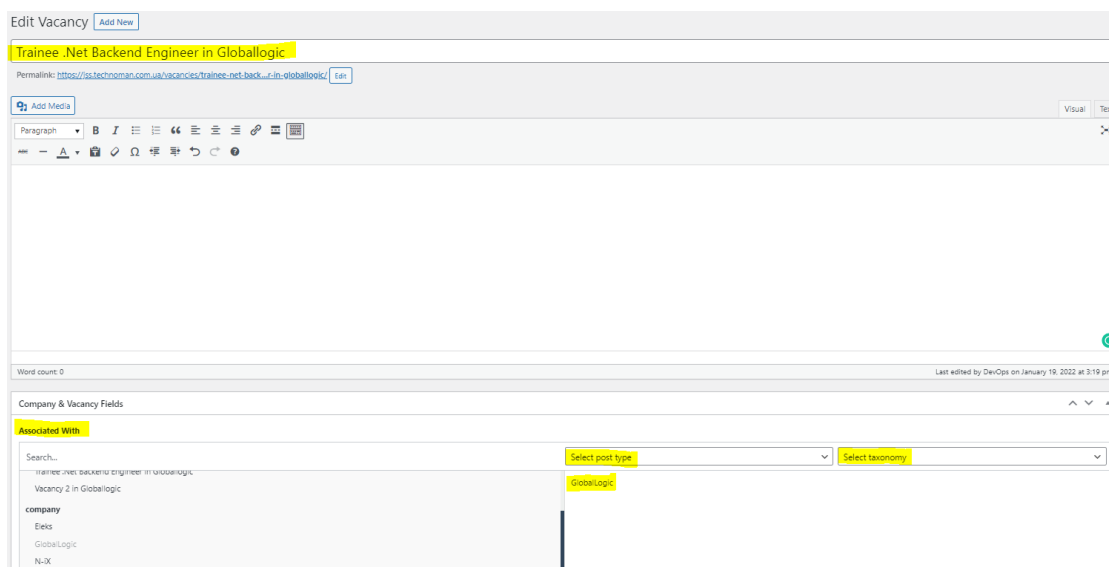 Edit Vacancy Add New
Trainee .Net Backend Engineer in Globallogic
Permalink: https://jss.technoman.com.ua/vacancies/trainee-net-back...r-in-globallogic/ Edit
Add Media
Visual
Paragraph B I
A Ω
Word count: 0 Last edited by DevOps on January 19, 2022 at 3:19
Company & Vacancy Fields
Associated With
Search... Select post type Select taxonomy
Trainee .Net Backend Engineer in Globallogic
Vacancy 2 in Globallogic GlobalLogic
company
Eleks
GlobalLogic
N-iX